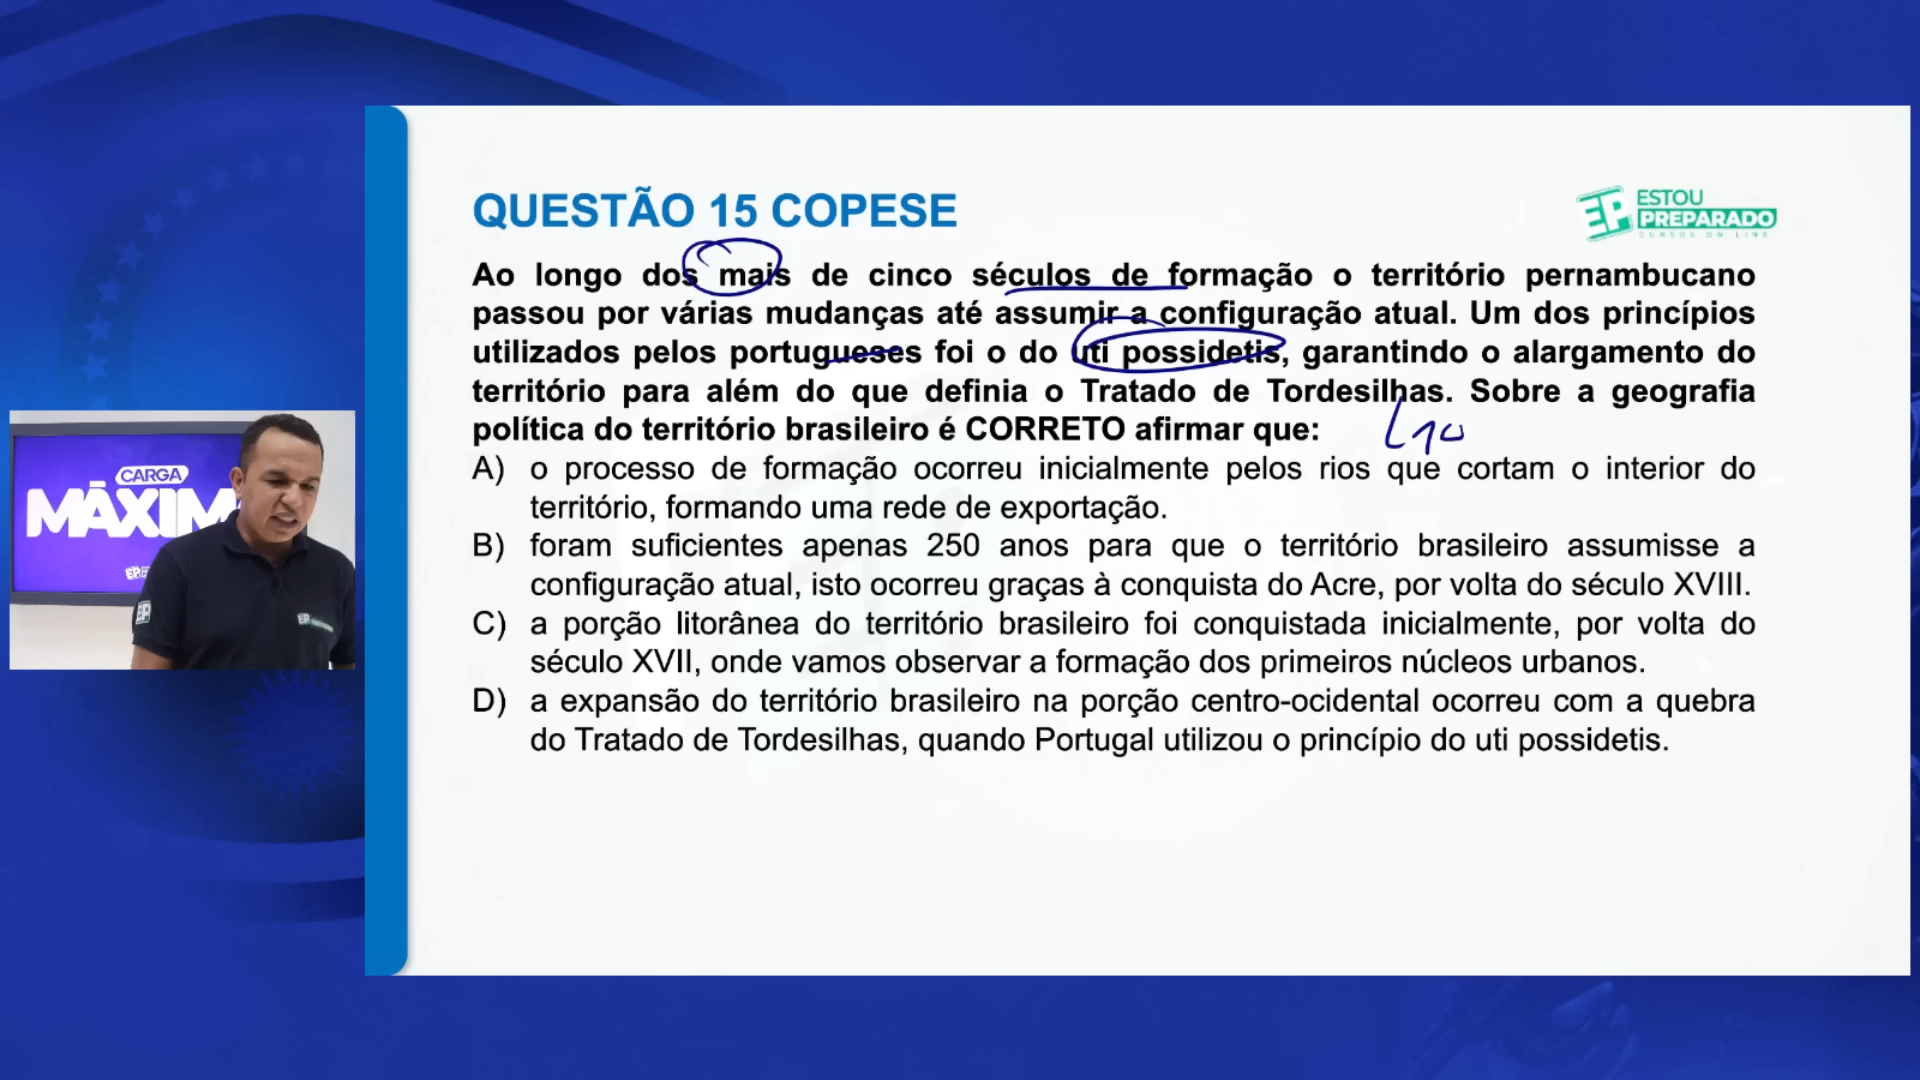 QUESTÃO 15 COPESE
ESTOU
PREPARADO
CURSOS ON LINE
Ao longo dos mais de cinco séculos de formação o território pernambucano
passou por várias mudanças até assumir a configuração atual. Um dos princípios
utilizados pelos portugueses foi o do uti possidetis, garantindo o alargamento do
território para além do que definia o Tratado de Tordesilhas. Sobre a geografia
política do território brasileiro é CORRETO afirmar que:
A) o processo de formação ocorreu inicialmente pelos rios que cortam o interior do
território, formando uma rede de exportação.
B) foram suficientes apenas 250 anos para que o território brasileiro assumisse a
configuração atual, isto ocorreu graças à conquista do Acre, por volta do século XVIII.
C) a porção litorânea do território brasileiro foi conquistada inicialmente, por volta do
século XVII, onde vamos observar a formação dos primeiros núcleos urbanos.
D) a expansão do território brasileiro na porção centro-ocidental ocorreu com a quebra
do Tratado de Tordesilhas, quando Portugal utilizou o princípio do uti possidetis.
CARGA
MÁXIM
EP
EP
EP